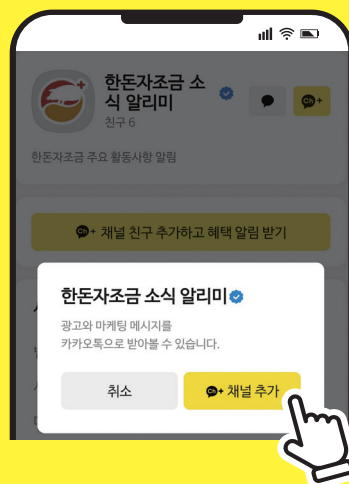 한돈자조금 소
식 알리미
친구 6
Ch+
한돈자조금 주요 활동사항 알림
Ch+ 채널 친구 추가하고 혜택 알림 받기
한돈자조금 소식 알리미
광고와 마케팅 메시지를
카카오톡으로 받아볼 수 있습니다.
취소
Ch+ 채널 추가